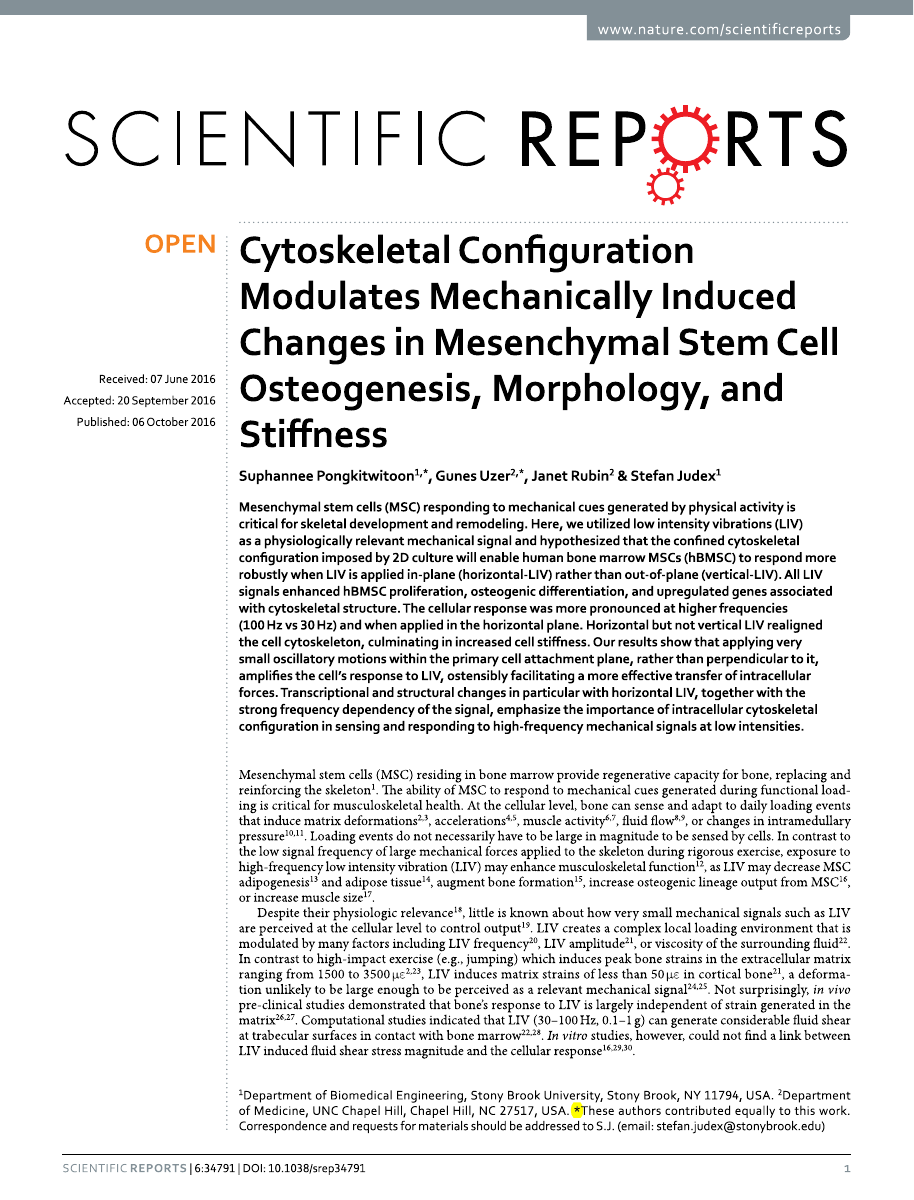 www.nature.com/scientificreports
SCIENTIFIC REPORTS
OPEN
Cytoskeletal Configuration
Modulates Mechanically Induced
Changes in Mesenchymal Stem Cell
Osteogenesis, Morphology, and
Stiffness
Received: 07 June 2016
Accepted: 20 September 2016
Published: 06 October 2016
Suphannee Pongkitwitoon1,*, Gunes Uzer2,*, Janet Rubin2 & Stefan Judex1
Mesenchymal stem cells (MSC) responding to mechanical cues generated by physical activity is
critical for skeletal development and remodeling. Here, we utilized low intensity vibrations (LIV)
as a physiologically relevant mechanical signal and hypothesized that the confined cytoskeletal
configuration imposed by 2D culture will enable human bone marrow MSCs (hBMSC) to respond more
robustly when LIV is applied in-plane (horizontal-LIV) rather than out-of-plane (vertical-LIV). All LIV
signals enhanced hBMSC proliferation, osteogenic differentiation, and upregulated genes associated
with cytoskeletal structure. The cellular response was more pronounced at higher frequencies
(100 Hz vs 30 Hz) and when applied in the horizontal plane. Horizontal but not vertical LIV realigned
the cell cytoskeleton, culminating in increased cell stiffness. Our results show that applying very
small oscillatory motions within the primary cell attachment plane, rather than perpendicular to it,
amplifies the cell's response to LIV, ostensibly facilitating a more effective transfer of intracellular
forces. Transcriptional and structural changes in particular with horizontal LIV, together with the
strong frequency dependency of the signal, emphasize the importance of intracellular cytoskeletal
configuration in sensing and responding to high-frequency mechanical signals at low intensities.
Mesenchymal stem cells (MSC) residing in bone marrow provide regenerative capacity for bone, replacing and
reinforcing the skeleton1. The ability of MSC to respond to mechanical cues generated during functional load-
ing is critical for musculoskeletal health. At the cellular level, bone can sense and adapt to daily loading events
that induce matrix deformations2,3, accelerations4,5, muscle activity6,7, fluid flow8,9, or changes in intramedullary
pressure10,11. Loading events do not necessarily have to be large in magnitude to be sensed by cells. In contrast to
the low signal frequency of large mechanical forces applied to the skeleton during rigorous exercise, exposure to
high-frequency low intensity vibration (LIV) may enhance musculoskeletal function12, as LIV may decrease MSC
adipogenesis13 and adipose tissue14, augment bone formation15, increase osteogenic lineage output from MSC16,
or increase muscle size17.
Despite their physiologic relevance18, little is known about how very small mechanical signals such as LIV
are perceived at the cellular level to control output19. LIV creates a complex local loading environment that is
modulated by many factors including LIV frequency20, LIV amplitude21, or viscosity of the surrounding fluid22.
In contrast to high-impact exercise (e.g., jumping) which induces peak bone strains in the extracellular matrix
ranging from 1500 to 3500 με2,23, LIV induces matrix strains of less than 50 με in cortical bone21, a deforma-
tion unlikely to be large enough to be perceived as a relevant mechanical signal24,25. Not surprisingly, in vivo
pre-clinical studies demonstrated that bone's response to LIV is largely independent of strain generated in the
matrix26,27. Computational studies indicated that LIV (30–100 Hz, 0.1–1 g) can generate considerable fluid shear
at trabecular surfaces in contact with bone marrow22,28. In vitro studies, however, could not find a link between
LIV induced fluid shear stress magnitude and the cellular response16,29,30.
1Department of Biomedical Engineering, Stony Brook University, Stony Brook, NY 11794, USA. 2Department
of Medicine, UNC Chapel Hill, Chapel Hill, NC 27517, USA. *These authors contributed equally to this work.
Correspondence and requests for materials should be addressed to S.J. (email: stefan.judex@stonybrook.edu)
SCIENTIFIC REPORTS | 6:34791 | DOI: 10.1038/srep34791
1